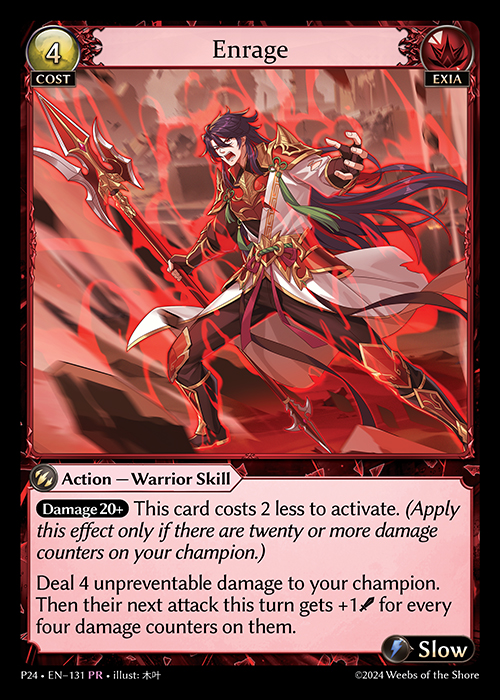 4
Enrage
COST
EXIA
Action — Warrior Skill
Damage 20+ This card costs 2 less to activate. (Apply
this effect only if there are twenty or more damage
counters on your champion.)
Deal 4 unpreventable damage to your champion.
Then their next attack this turn gets +1 for every
four damage counters on them.
Slow
P24 • EN-131 PR • illust: 木叶
©2024 Weebs of the Shore